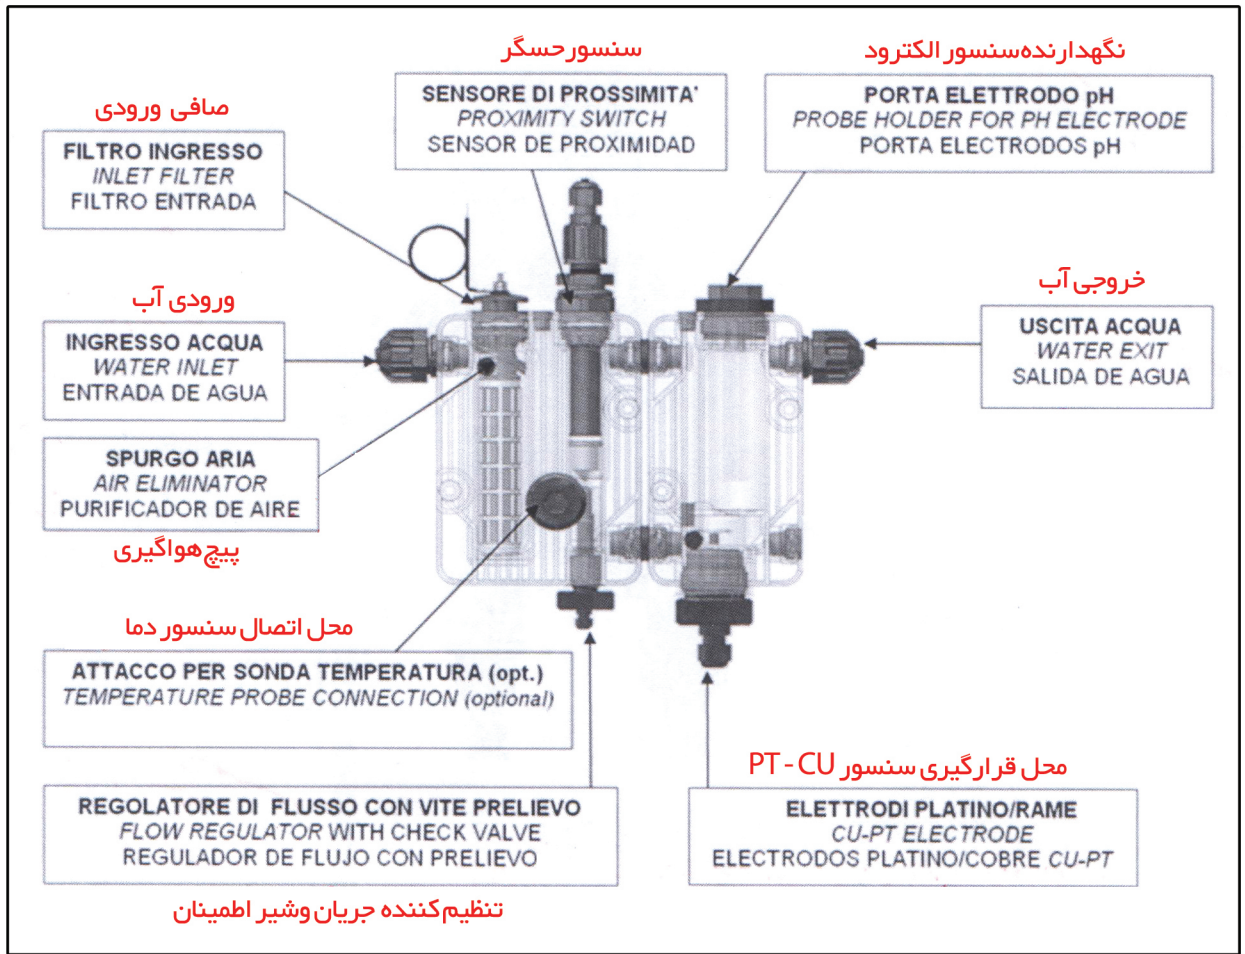 سنسور حسگر
SENSORE DI PROSSIMITA'
PROXIMITY SWITCH
SENSOR DE PROXIMIDAD
نگهدارنده سنسور الکترود
PORTA ELETTRODO pH
PROBE HOLDER FOR PH ELECTRODE
PORTA ELECTRODOS pH
صافی ورودی
FILTRO INGRESSO
INLET FILTER
FILTRO ENTRADA
ورودی آب
INGRESSO ACQUA
WATER INLET
ENTRADA DE AGUA
خروجی آب
USCITA ACQUA
WATER EXIT
SALIDA DE AGUA
SPURGO ARIA
AIR ELIMINATOR
PURIFICADOR DE AIRE
پیچ هواگیری
محل اتصال سنسور دما
ATTACCO PER SONDA TEMPERATURA (opt.)
TEMPERATURE PROBE CONNECTION (optional)
REGOLATORE DI FLUSSO CON VITE PRELIEVO
FLOW REGULATOR WITH CHECK VALVE
REGULADOR DE FLUJO CON PRELIEVO
تنظیم کننده جریان وشیر اطمینان
محل قرارگیری سنسور PT - CU
ELETTRODI PLATINO/RAME
CU-PT ELECTRODE
ELECTRODOS PLATINO/COBRE CU-PT